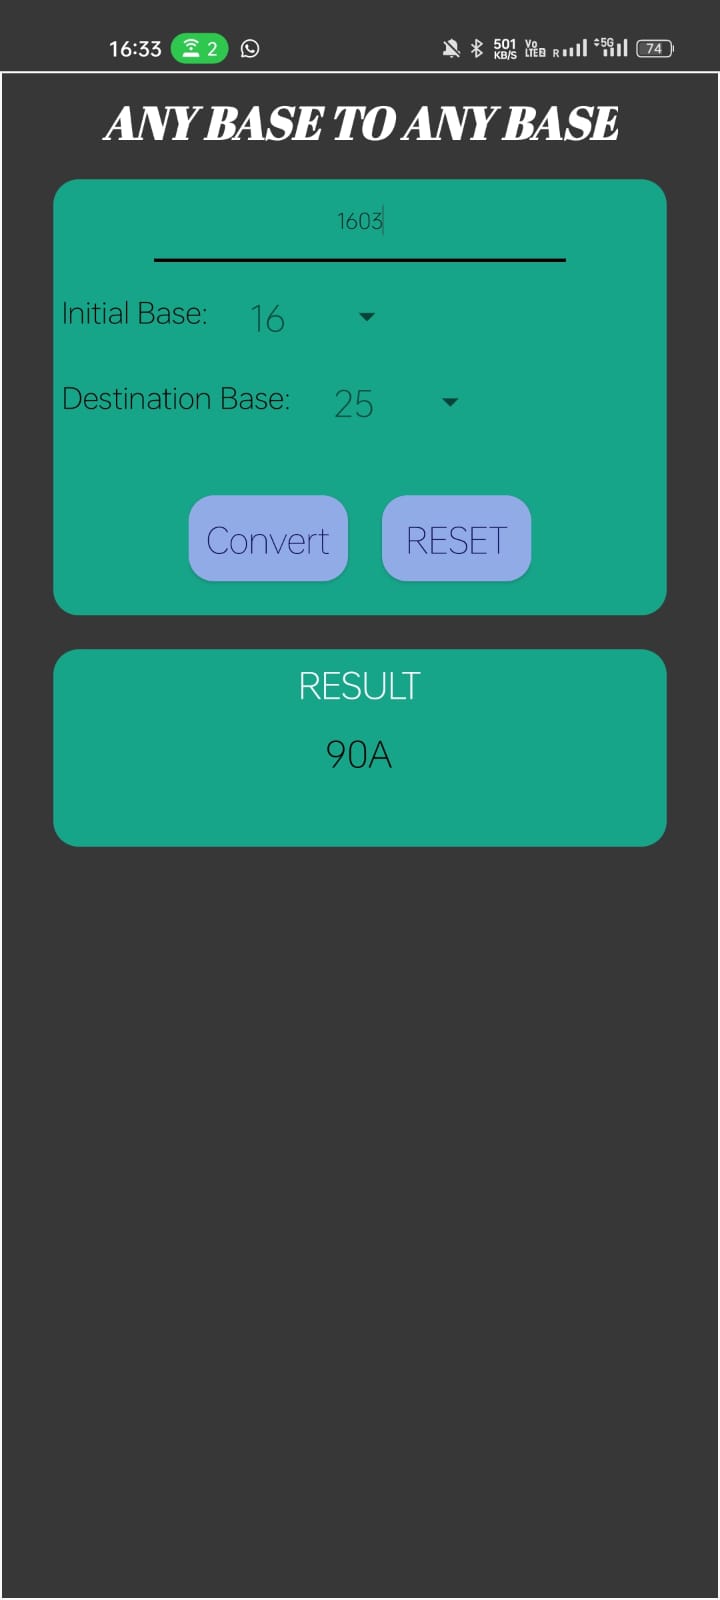 16:33 2 501 KB/S Vo LTE2 R 5G 74
ANY BASE TO ANY BASE
1603
Initial Base: 16
Destination Base: 25
Convert RESET
RESULT
90A